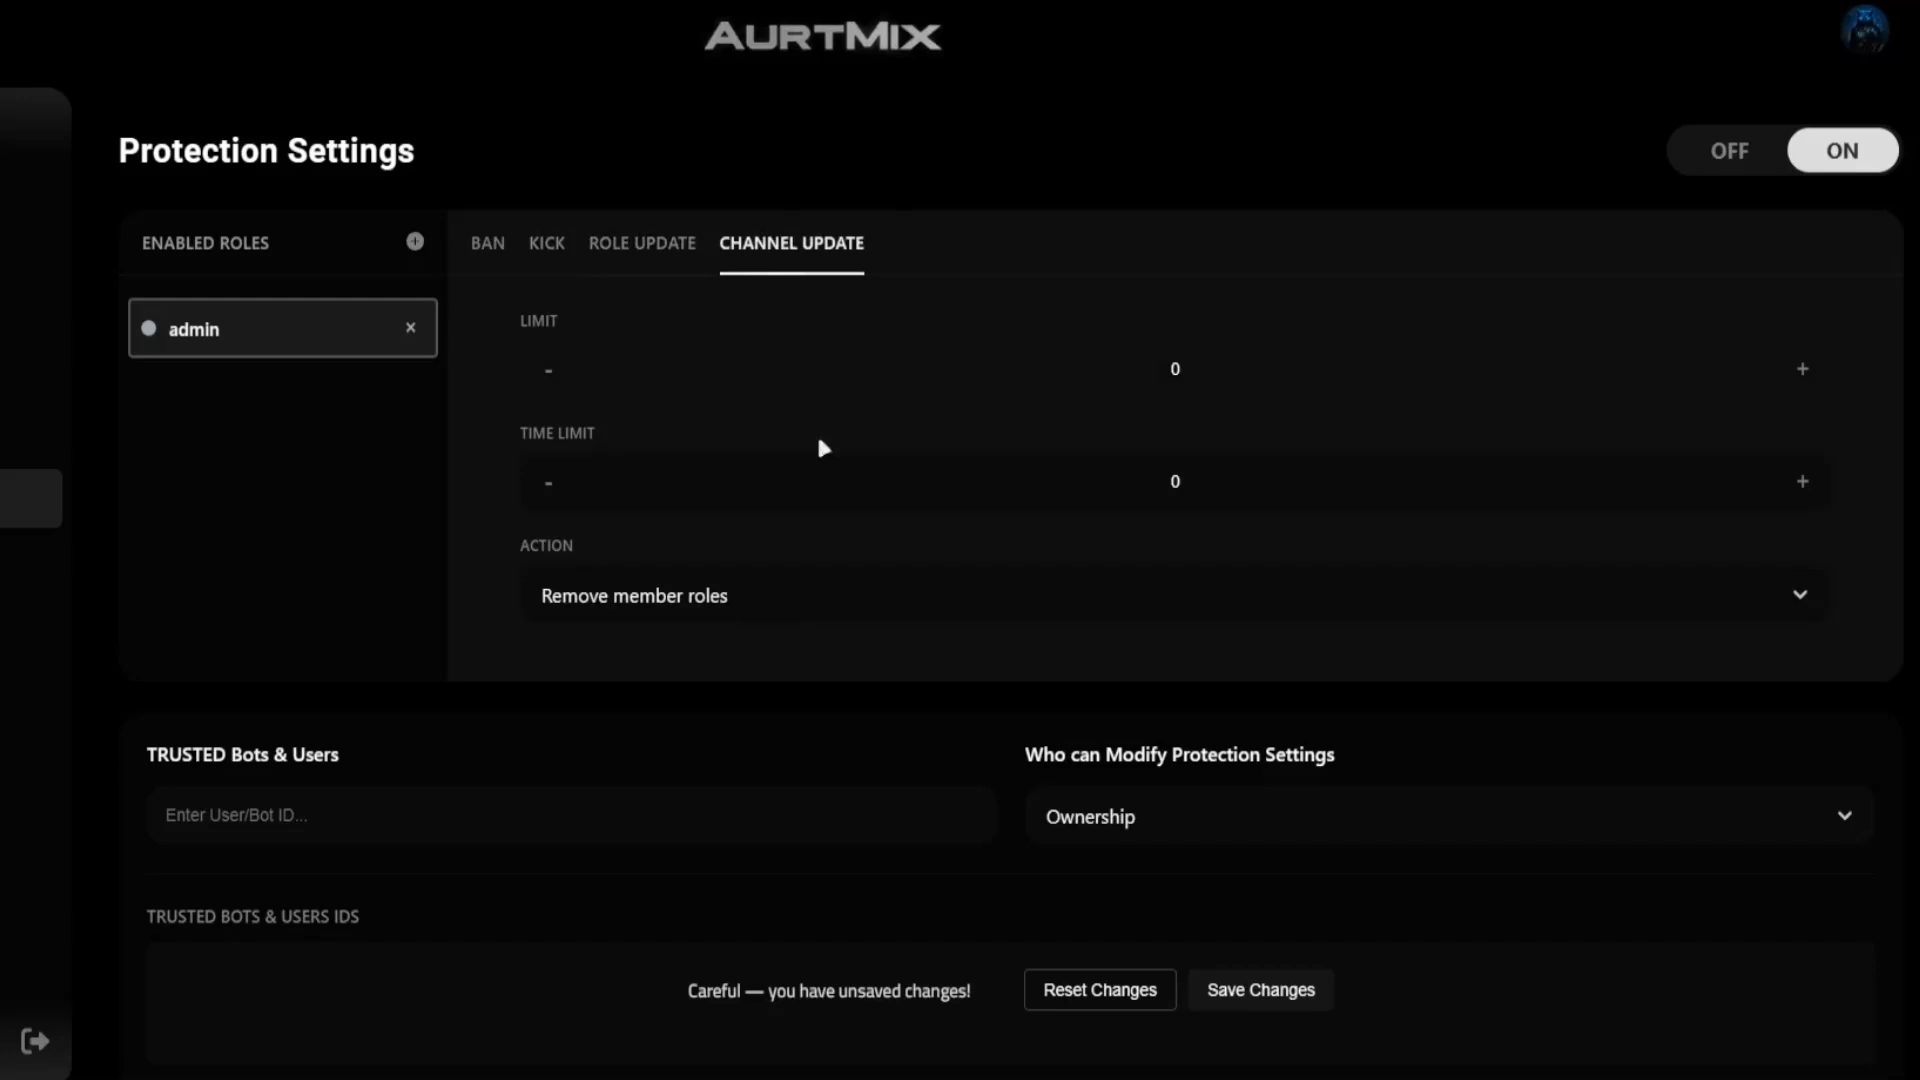 AURTMIX
Protection Settings
OFF
ON
ENABLED ROLES
BAN
KICK
ROLE UPDATE
CHANNEL UPDATE
admin
×
LIMIT
-
0
+
TIME LIMIT
-
0
+
ACTION
Remove member roles
TRUSTED Bots & Users
Who can Modify Protection Settings
Enter User/Bot ID...
Ownership
TRUSTED BOTS & USERS IDS
Careful — you have unsaved changes!
Reset Changes
Save Changes